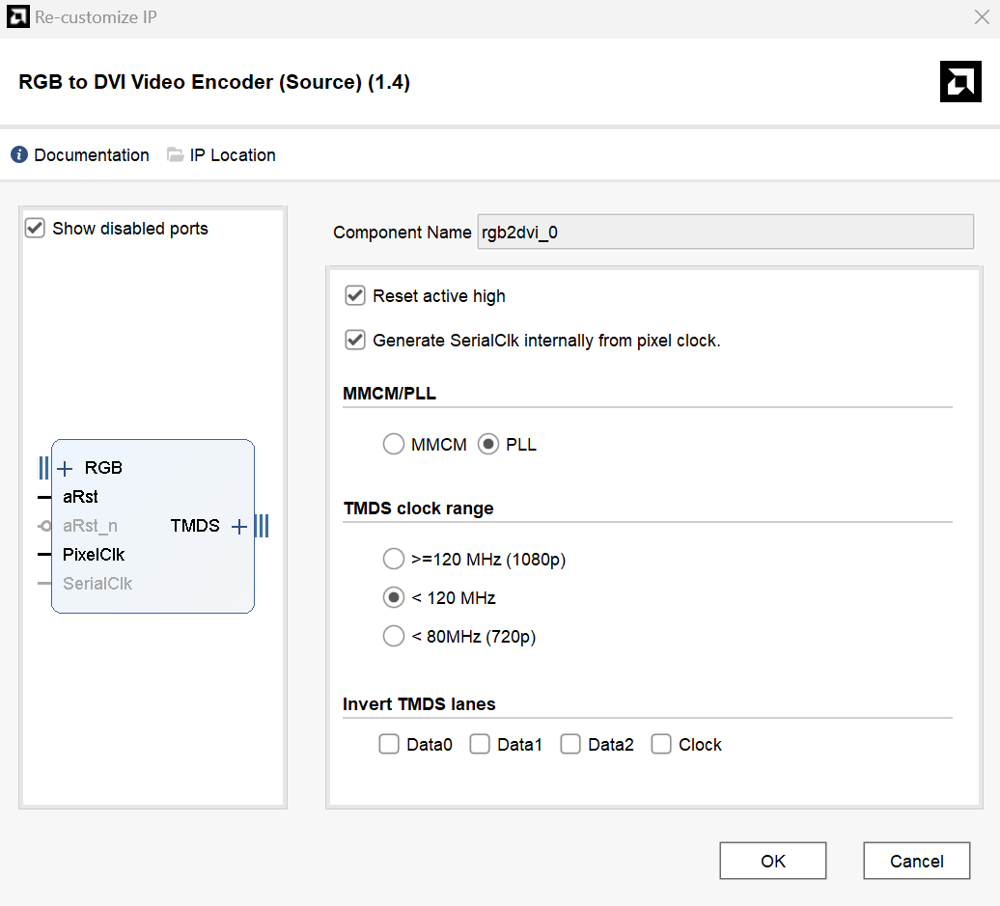 Re-customize IP
RGB to DVI Video Encoder (Source) (1.4)
Documentation IP Location
Show disabled ports
RGB
aRst
aRst_n
PixelClk
SerialClk
TMDS
Component Name rgb2dvi_0
Reset active high
Generate SerialClk internally from pixel clock.
MMCM/PLL
MMCM PLL
TMDS clock range
>=120 MHz (1080p)
< 120 MHz
< 80MHz (720p)
Invert TMDS lanes
Data0 Data1 Data2 Clock
OK Cancel